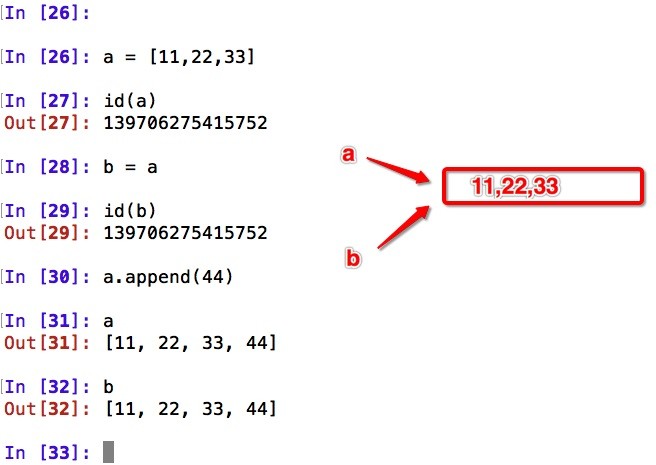 In [26]:
In [26]: a = [11,22,33]
In [27]: id(a)
Out[27]: 139706275415752
In [28]: b = a
In [29]: id(b)
Out[29]: 139706275415752
In [30]: a.append(44)
In [31]: a
Out[31]: [11, 22, 33, 44]
In [32]: b
Out[32]: [11, 22, 33, 44]
In [33]:
a
11,22,33
b